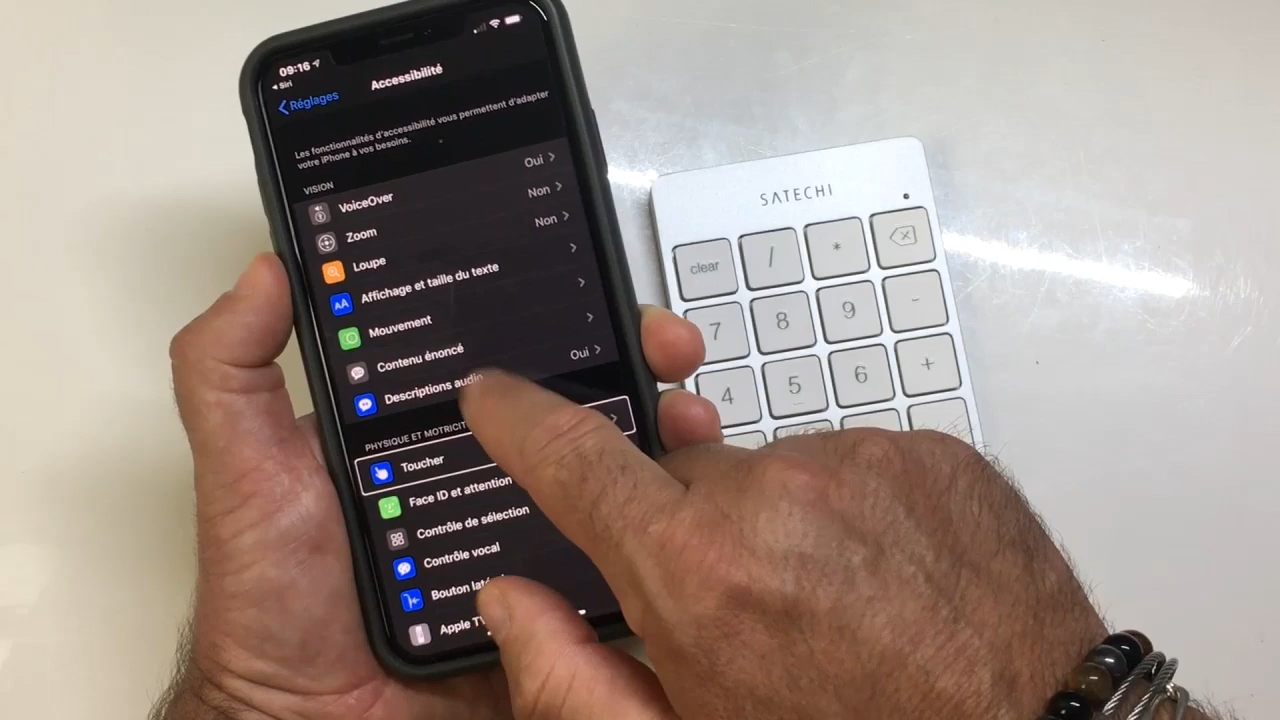 09:16
Siri
Réglages
Accessibilité
Les fonctionnalités d'accessibilité vous permettent d'adapter
votre iPhone à vos besoins.
VISION
VoiceOver Oui
Zoom Non
Loupe Non
Affichage et taille du texte
Mouvement
Contenu énoncé
Descriptions audio Oui
PHYSIQUE ET MOTRICIT
Toucher
Face ID et attention
Contrôle de sélection
Contrôle vocal
Bouton laté
Apple TV
SATECHI
clear / *
7 8 9 -
4 5 6 +